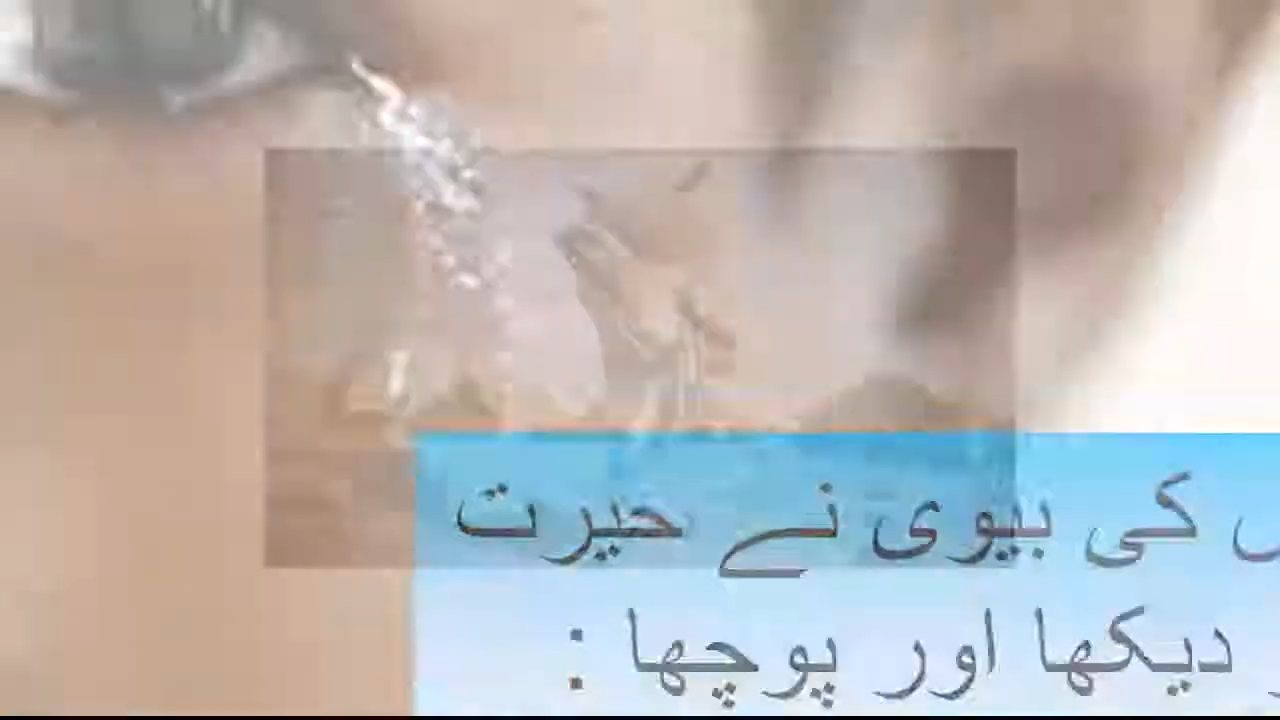 کی بیوی نے حیرت
دیکھا اور پوچھا :